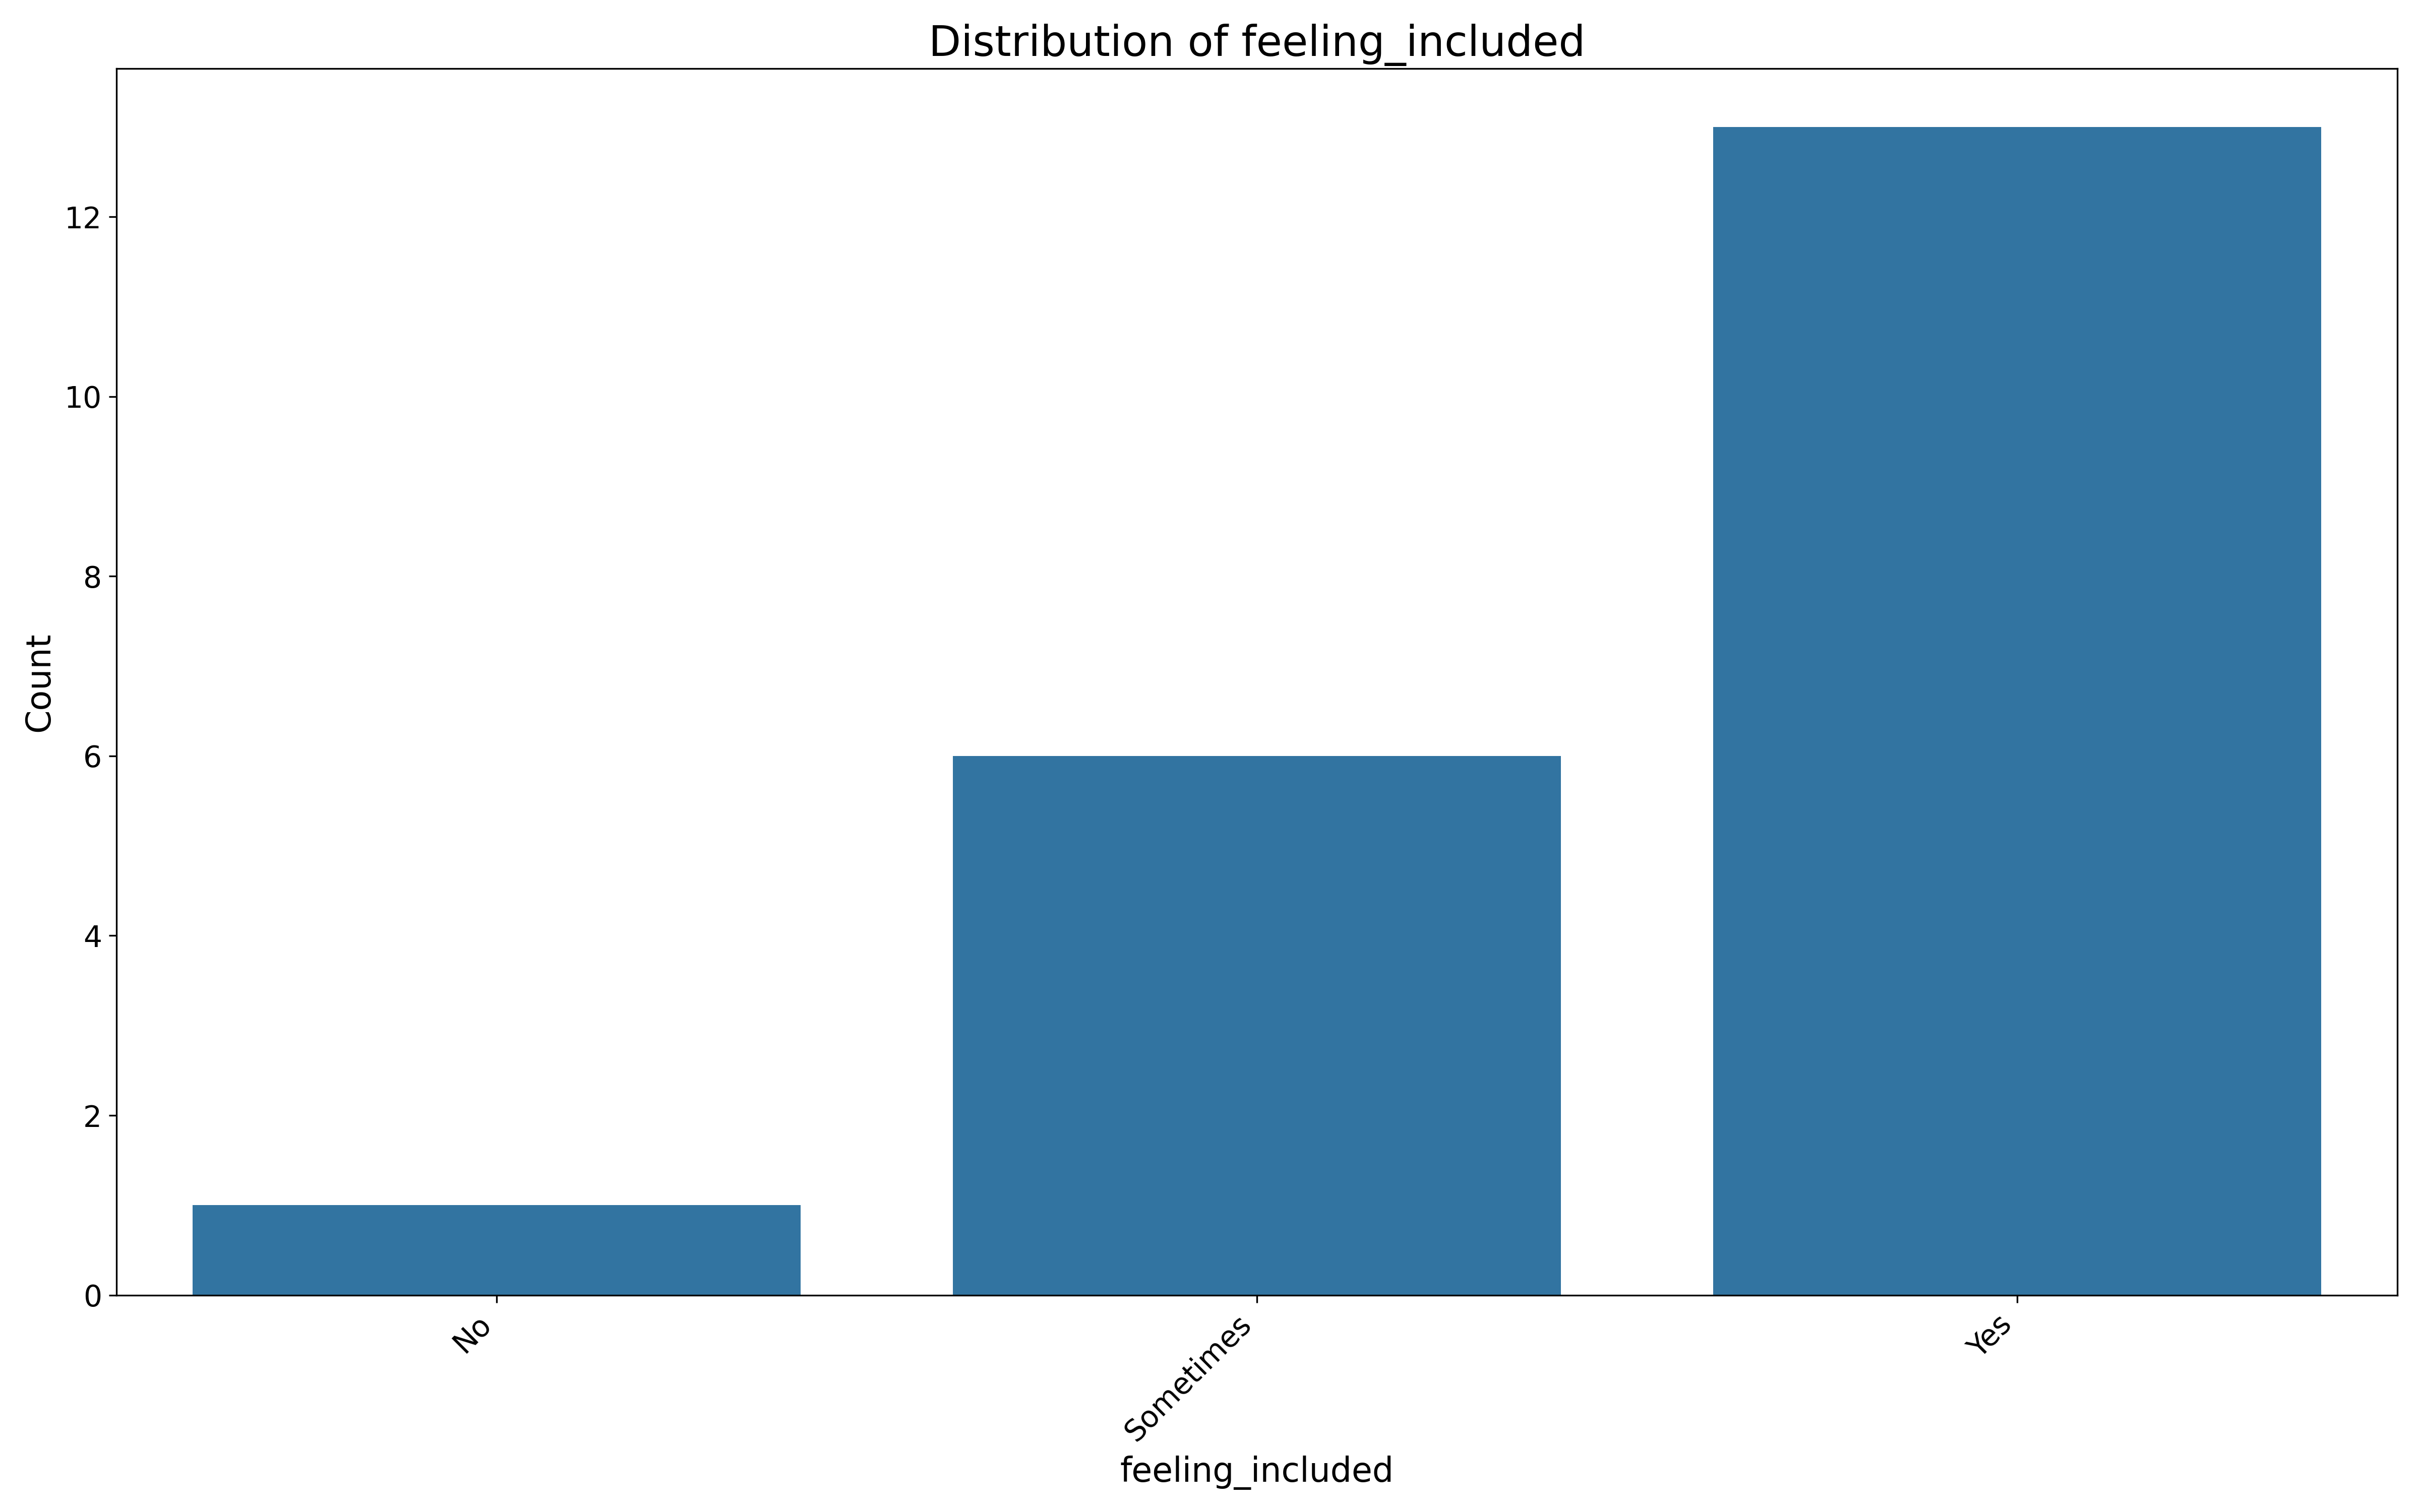 Distribution of feeling_included
Count
12
10
8
6
4
2
0
No
Sometimes
Yes
feeling_included